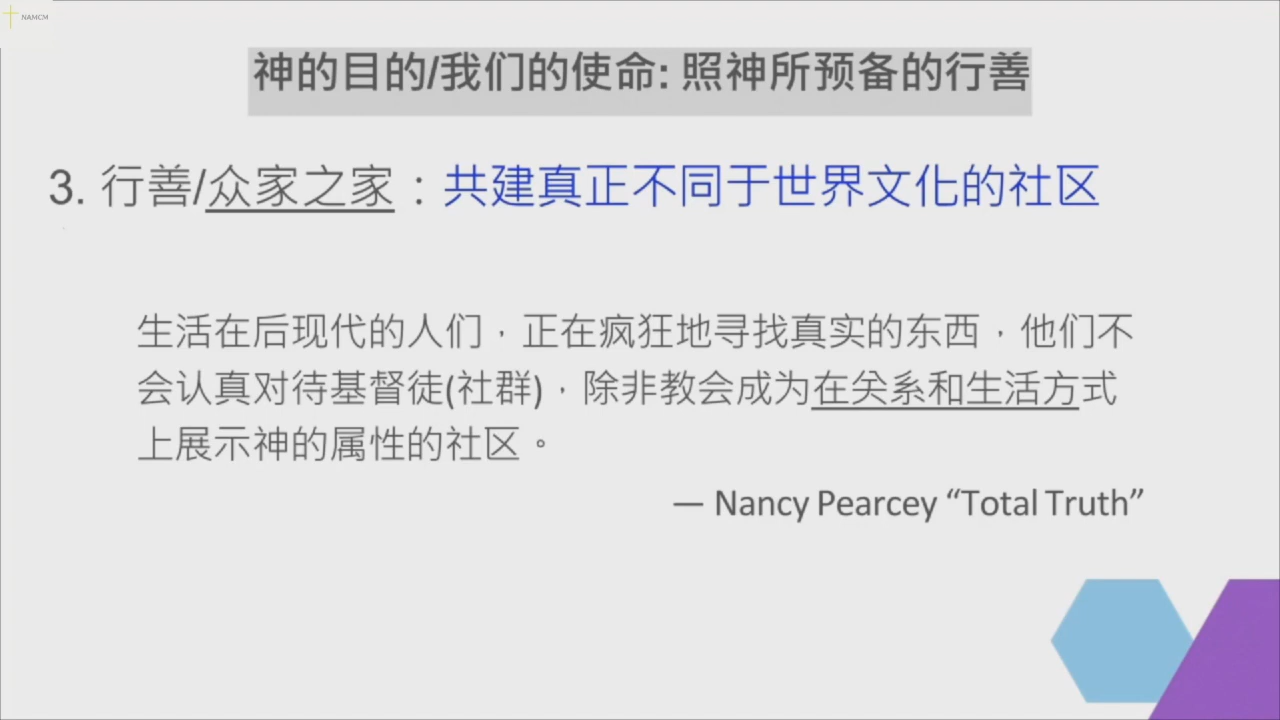 NAMCM
神的目的/我们的使命: 照神所预备的行善
3. 行善/众家之家：共建真正不同于世界文化的社区
生活在后现代的人们，正在疯狂地寻找真实的东西，他们不
会认真对待基督徒(社群)，除非教会成为在关系和生活方式
上展示神的属性的社区。
— Nancy Pearcey “Total Truth”